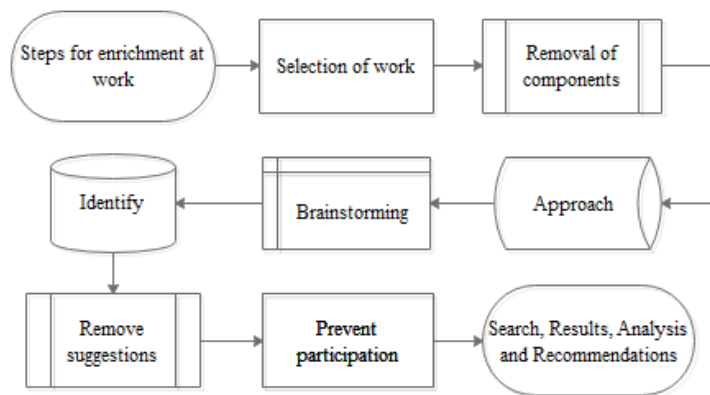 Steps for enrichment at
work
Selection of work
Removal of
components
Approach
Brainstorming
Identify
Remove
suggestions
Prevent
participation
Search, Results, Analysis
and Recommendations